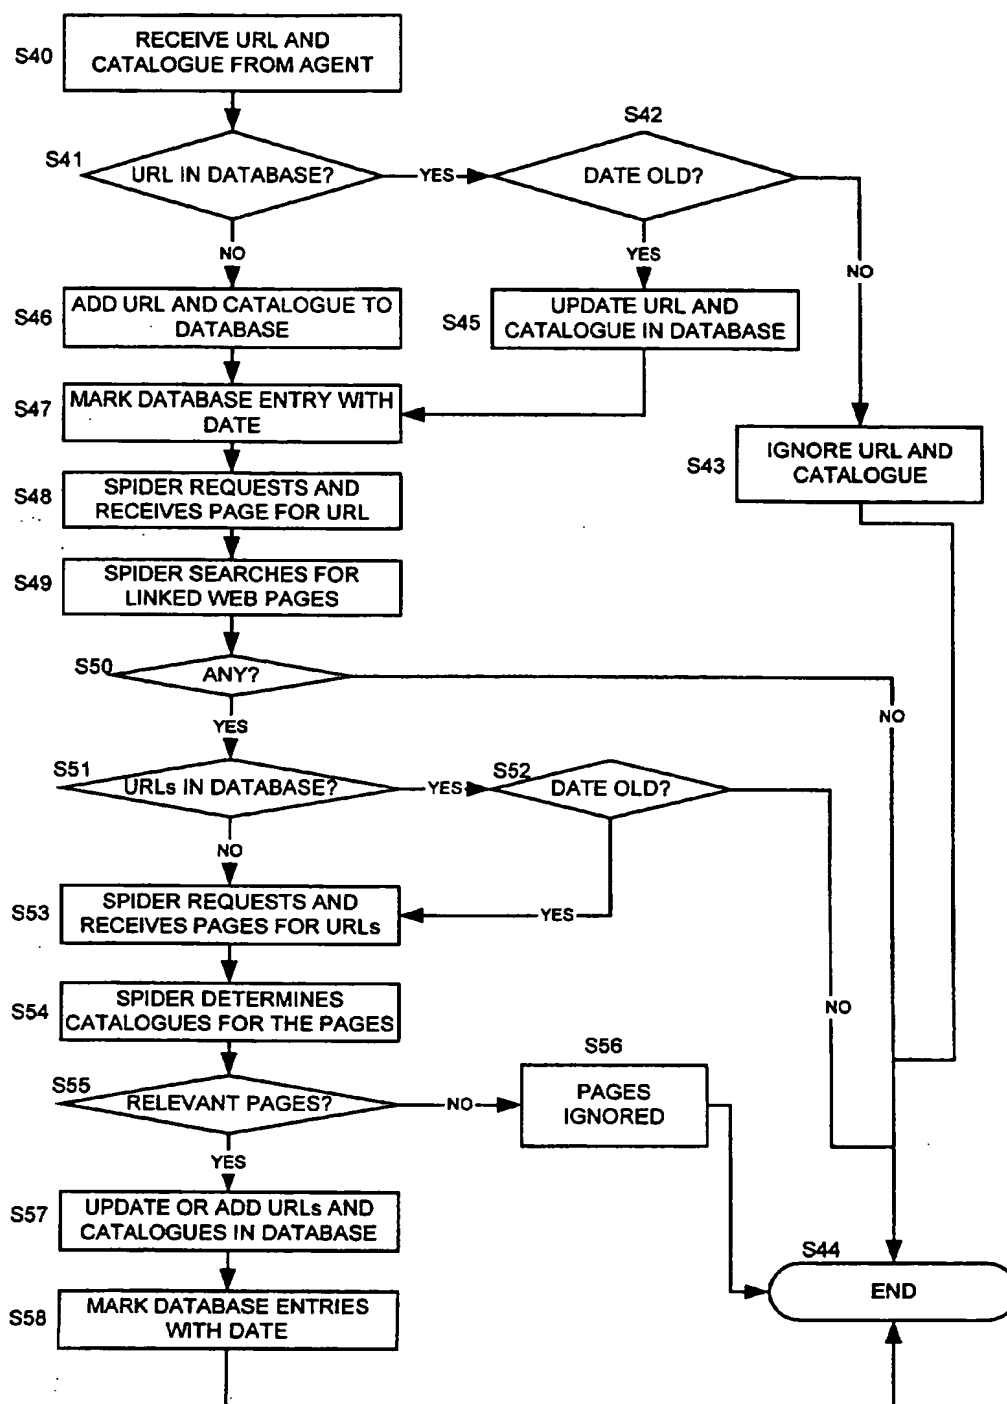 S40
RECEIVE URL AND
CATALOGUE FROM AGENT
S41
URL IN DATABASE?
YES
S42
DATE OLD?
NO
YES
NO
S46
ADD URL AND CATALOGUE TO
DATABASE
S45
UPDATE URL AND
CATALOGUE IN DATABASE
S47
MARK DATABASE ENTRY WITH
DATE
S43
IGNORE URL AND
CATALOGUE
S48
SPIDER REQUESTS AND
RECEIVES PAGE FOR URL
S49
SPIDER SEARCHES FOR
LINKED WEB PAGES
S50
ANY?
NO
YES
S51
URLs IN DATABASE?
YES
S52
DATE OLD?
NO
S53
SPIDER REQUESTS AND
RECEIVES PAGES FOR URLs
YES
S54
SPIDER DETERMINES
CATALOGUES FOR THE PAGES
NO
S55
RELEVANT PAGES?
NO
S56
PAGES
IGNORED
YES
S57
UPDATE OR ADD URLs AND
CATALOGUES IN DATABASE
S44
END
S58
MARK DATABASE ENTRIES
WITH DATE